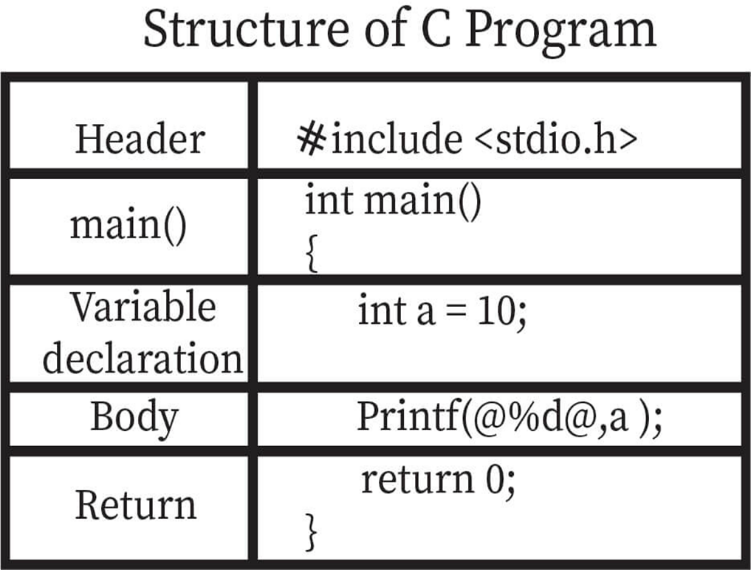 Structure of C Program
Header
#include <stdio.h>
main()
int main()
{
Variable
declaration
int a = 10;
Body
Printf(@%d@,a );
Return
return 0;
}